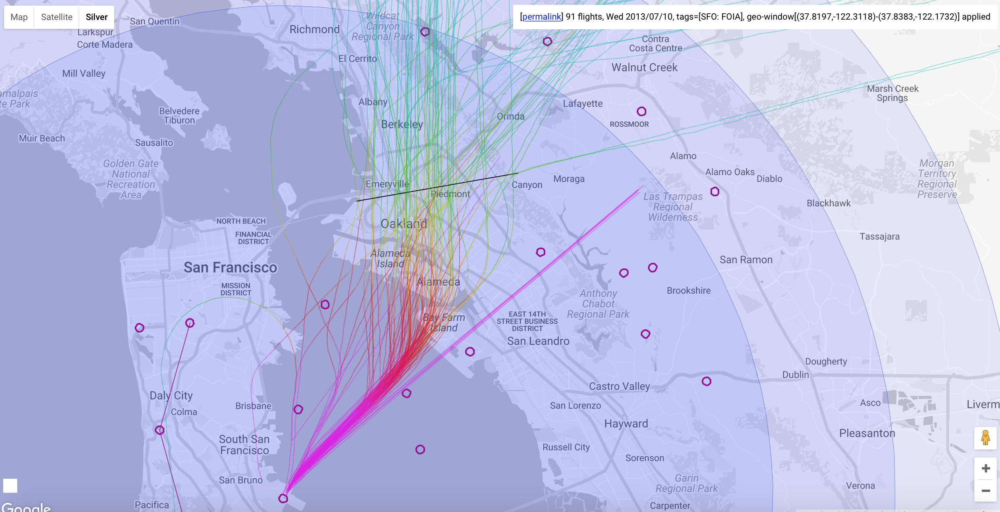 Map Satellite Silver
[permalink] 91 flights, Wed 2013/07/10, tags=[SFO: FOIA], geo-window[(37.8197,-122.3118)-(37.8383,-122.1732)] applied
San Quentin
Larkspur
Corte Madera
Richmond
Wildcat
Canyon
Regional Park
Contra
Costa Centre
El Cerrito
Walnut Creek
Mill Valley
amalpais
te Park
Albany
Lafayette
Marsh Creek
Springs
Belvedere
Tiburon
Orinda
Berkeley
ROSSMOOR
Muir Beach
Sausalito
Alamo
Golden Gate
National
Recreation
Area
Morgan
Territory
Regional
Preserve
Alamo Oaks
Diablo
Moraga
Emeryville
Canyon
Piedmont
Las Trampas
Regional
Wilderness
Blackhawk
NORTH BEACH
Oakland
FINANCIAL
DISTRICT
Tassajara
Alameda
Island
San Ramon
San Francisco
Alameda
MISSION
DISTRICT
Brookshire
Anthony
Chabot
Regional Park
Bay Farm
Island
EAST 14TH
STREET BUSINESS
DISTRICT
San Leandro
Dougherty
Dublin
Castro Valley
Daly City
Asco
Liverm
Brisbane
San Lorenzo
Colma
Hayward
Pleasanton
South San
Francisco
Russell City
Sorenson
San Bruno
Garin
Regional Park
Verona
Pacifica
Carpenter
Google